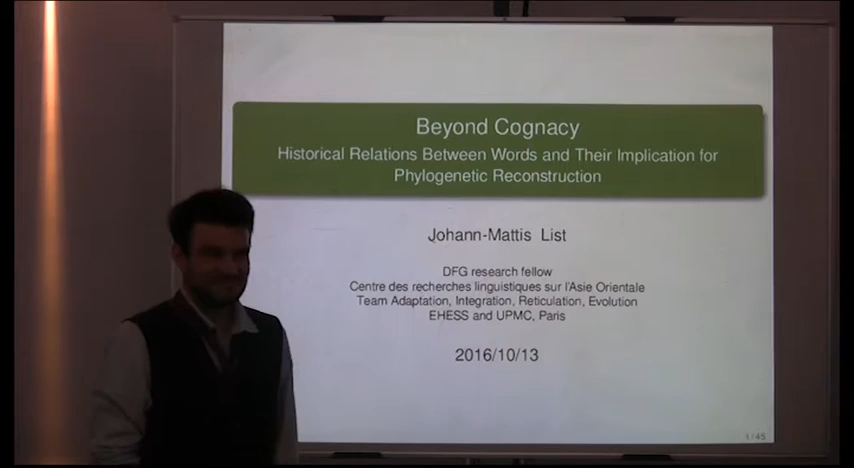 Beyond Cognacy
Historical Relations Between Words and Their Implication for
Phylogenetic Reconstruction
Johann-Mattis List
DFG research fellow
Centre des recherches linguistiques sur l'Asie Orientale
Team Adaptation, Integration, Reticulation, Evolution
EHESS and UPMC, Paris
2016/10/13
1/45